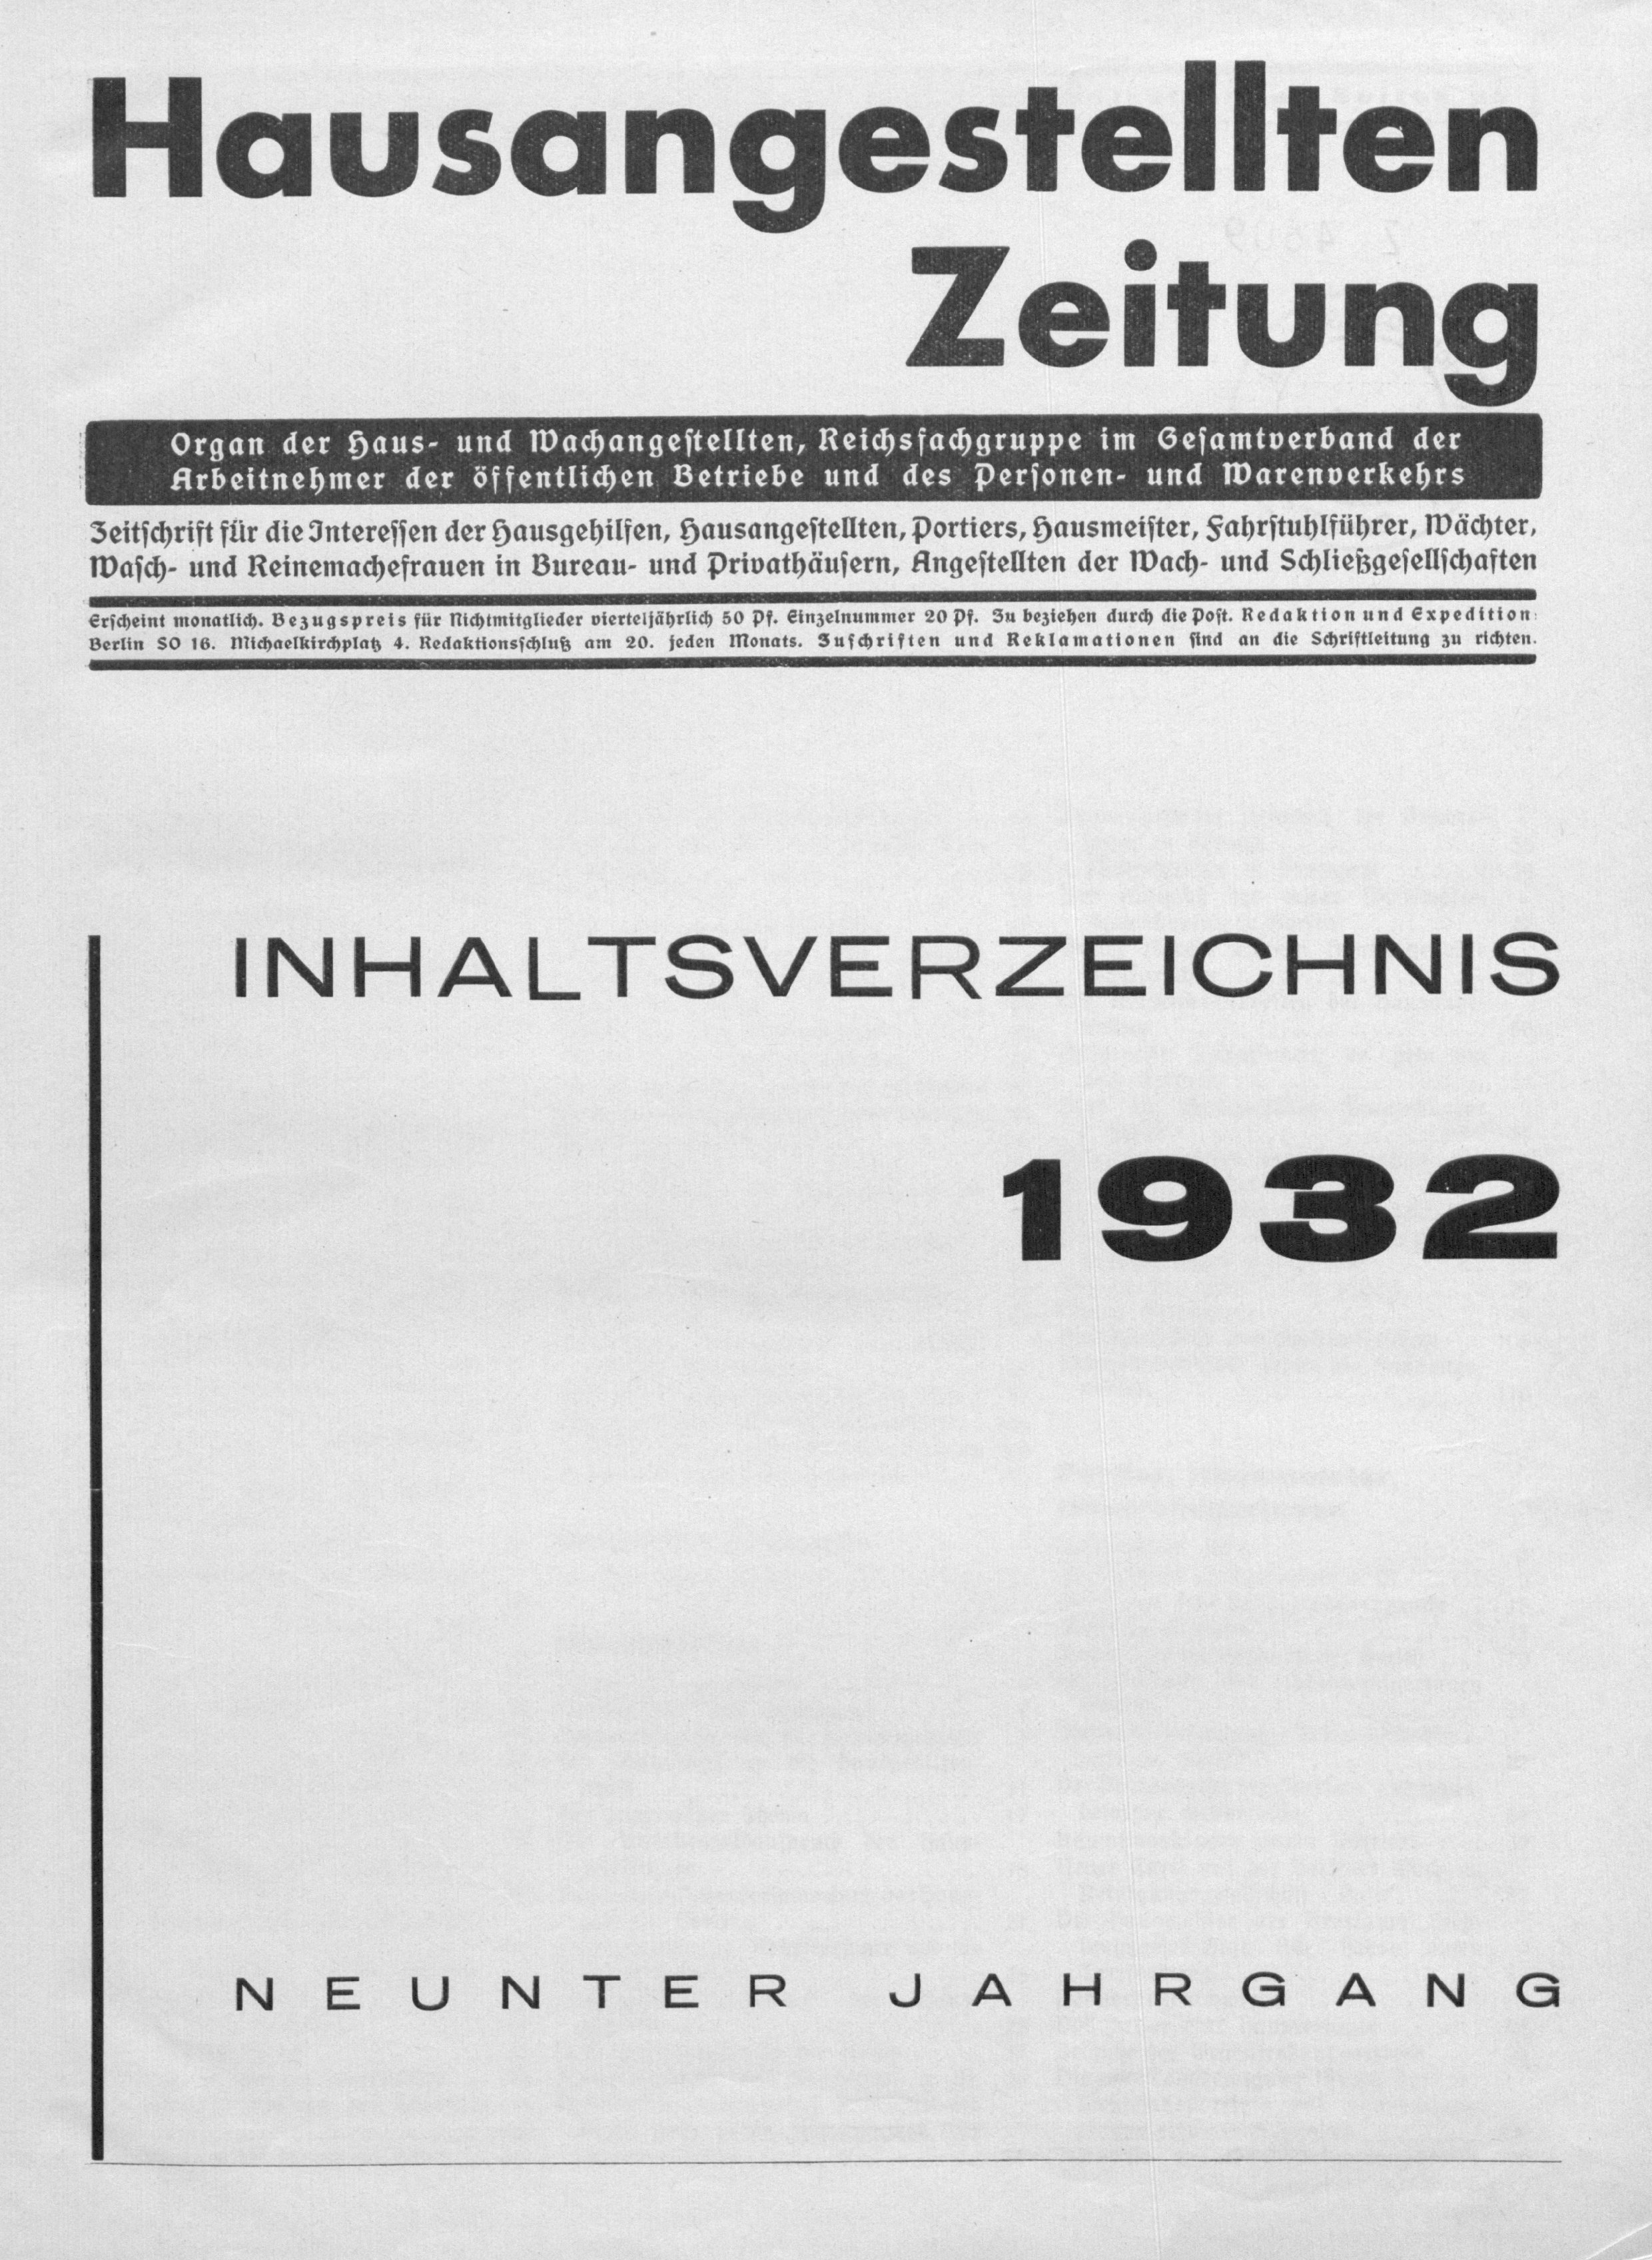 Hausangestellten
Zeitung
Organ der Haus- und Wachangestellten, Reichsfachgruppe im Gesamtverband der
Arbeitnehmer der öffentlichen Betriebe und des Personen- und Warenverkehrs
Zeitschrift für die Interessen der Hausgehilfen, Hausangestellten, Portiers, Hausmeister, Fahrstuhlführer, Wächter,
Wasch- und Reinemachefrauen in Bureau- und Privathäusern, Angestellten der Wach- und Schließgesellschaften
Erscheint monatlich. Bezugspreis für Nichtmitglieder vierteljährlich 50 Pf. Einzelnummer 20 Pf. Zu beziehen durch die Post. Redaktion und Expedition:
Berlin SO 16. Michaelkirchplatz 4. Redaktionsschluß am 20. jeden Monats. Zuschriften und Reklamationen sind an die Schriftleitung zu richten.
INHALTSVERZEICHNIS
1932
NEUNTER JAHRGANG